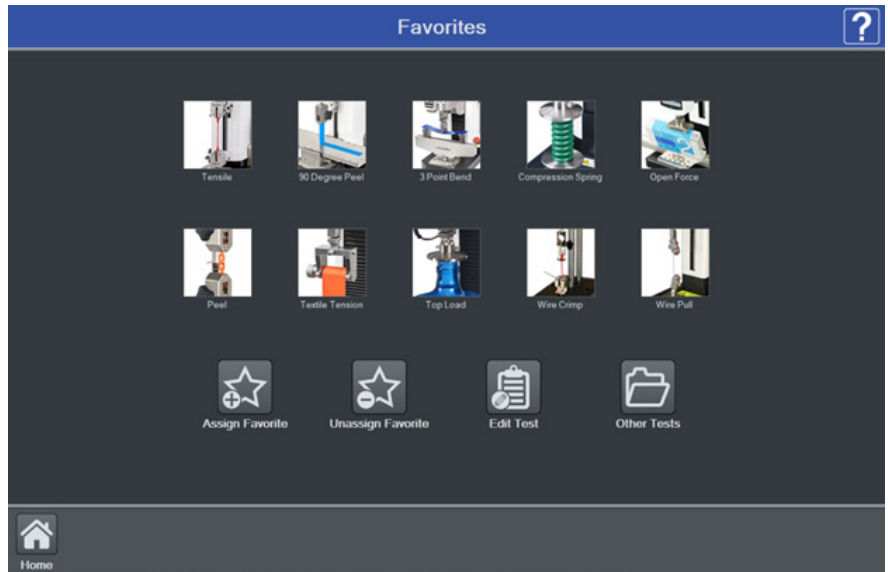 Favorites
?
Tensile
90 Degree Peel
3 Point Bend
Compression Spring
Open Force
Peel
Textile Tension
Top Load
Wire Crimp
Wire Pull
Assign Favorite
Unassign Favorite
Edit Test
Other Tests
Home